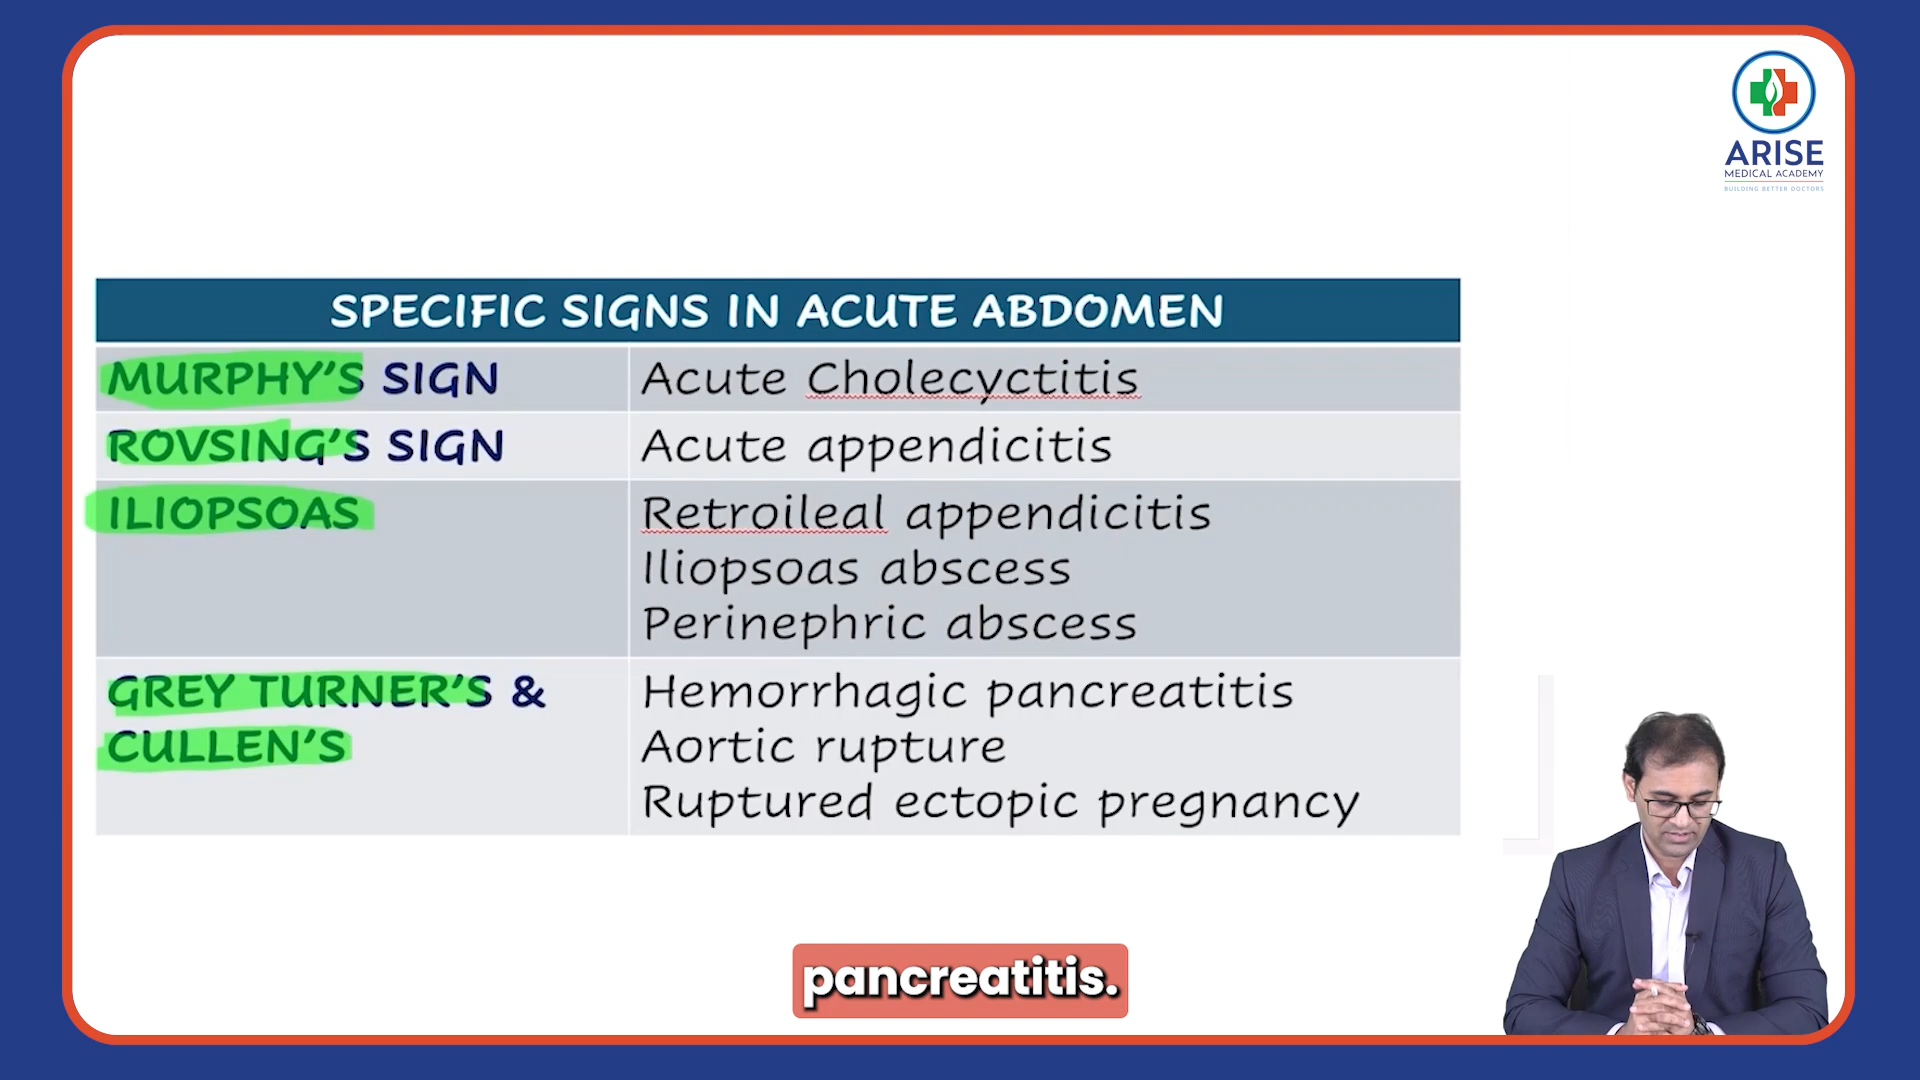 ARISE
MEDICAL ACADEMY
BUILDING BETTER DOCTORS
SPECIFIC SIGNS IN ACUTE ABDOMEN
MURPHY'S SIGN Acute Cholecyctitis
ROVSING'S SIGN Acute appendicitis
ILIOPSOAS Retroileal appendicitis
Iliopsoas abscess
Perinephric abscess
GREY TURNER'S & Hemorrhagic pancreatitis
CULLEN'S Aortic rupture
Ruptured ectopic pregnancy
pancreatitis.